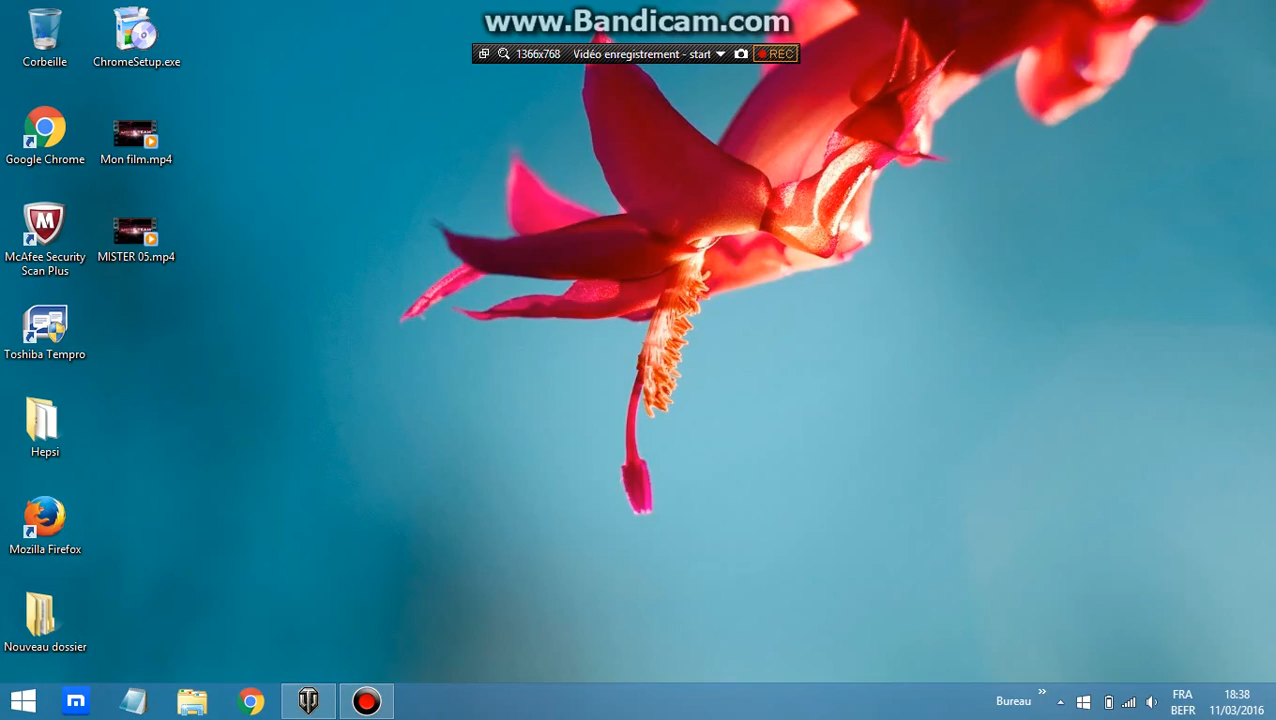 www.Bandicam.com
1366x768 Vidéo enregistrement - start
REC
Corbeille
ChromeSetup.exe
Google Chrome
Mon film.mp4
McAfee Security
Scan Plus
MISTER 05.mp4
Toshiba Tempro
Hepsi
Mozilla Firefox
Nouveau dossier
Bureau
FRA
BEFR
18:38
11/03/2016